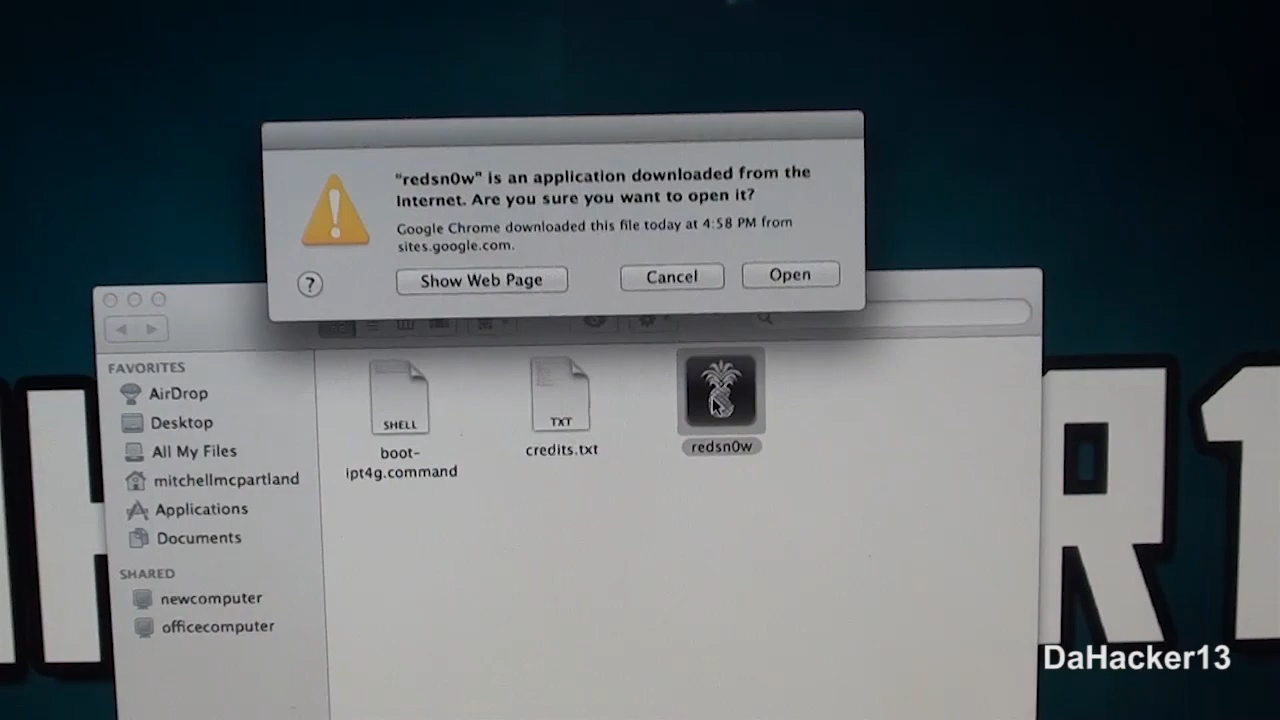 "redsn0w" is an application downloaded from the
Internet. Are you sure you want to open it?
Google Chrome downloaded this file today at 4:58 PM from
sites.google.com.
?
Show Web Page
Cancel
Open
FAVORITES
AirDrop
Desktop
All My Files
mitchellmcpartland
Applications
Documents
SHARED
newcomputer
officecomputer
SHELL
boot-
ipt4g.command
TXT
credits.txt
redsn0w
H
R1
DaHacker13